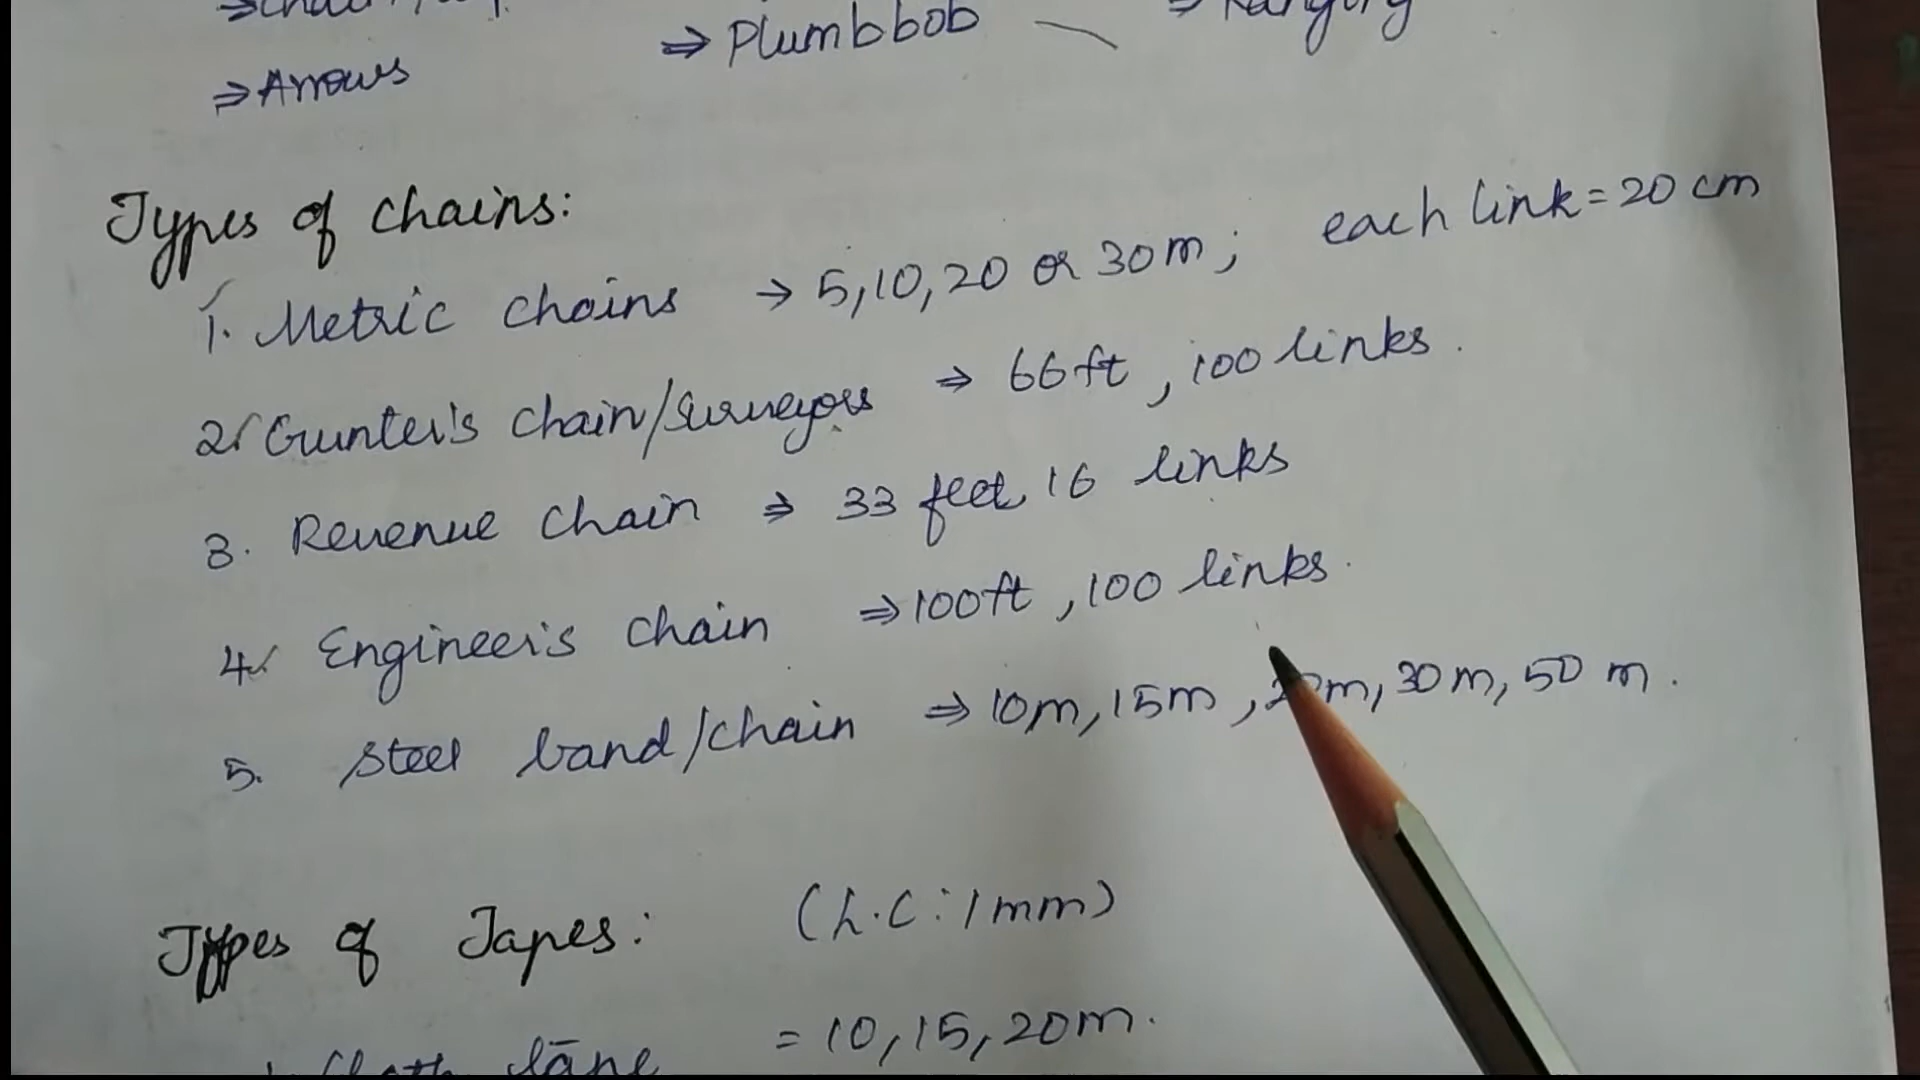 ⇒ Plumbbob
⇒ Arrows
Types of chains:
1. Metric chains → 5,10,20 or 30m; each link = 20 cm
2. Gunter's chain/surveyors ⇒ 66ft, 100 links.
3. Revenue chain ⇒ 33 feet, 16 links
4. Engineer's chain ⇒ 100ft, 100 links.
5. Steel band/chain ⇒ 10m, 15m, 20m, 30m, 50 m.
Types of Tapes: (L.C: 1mm)
= 10, 15, 20m.